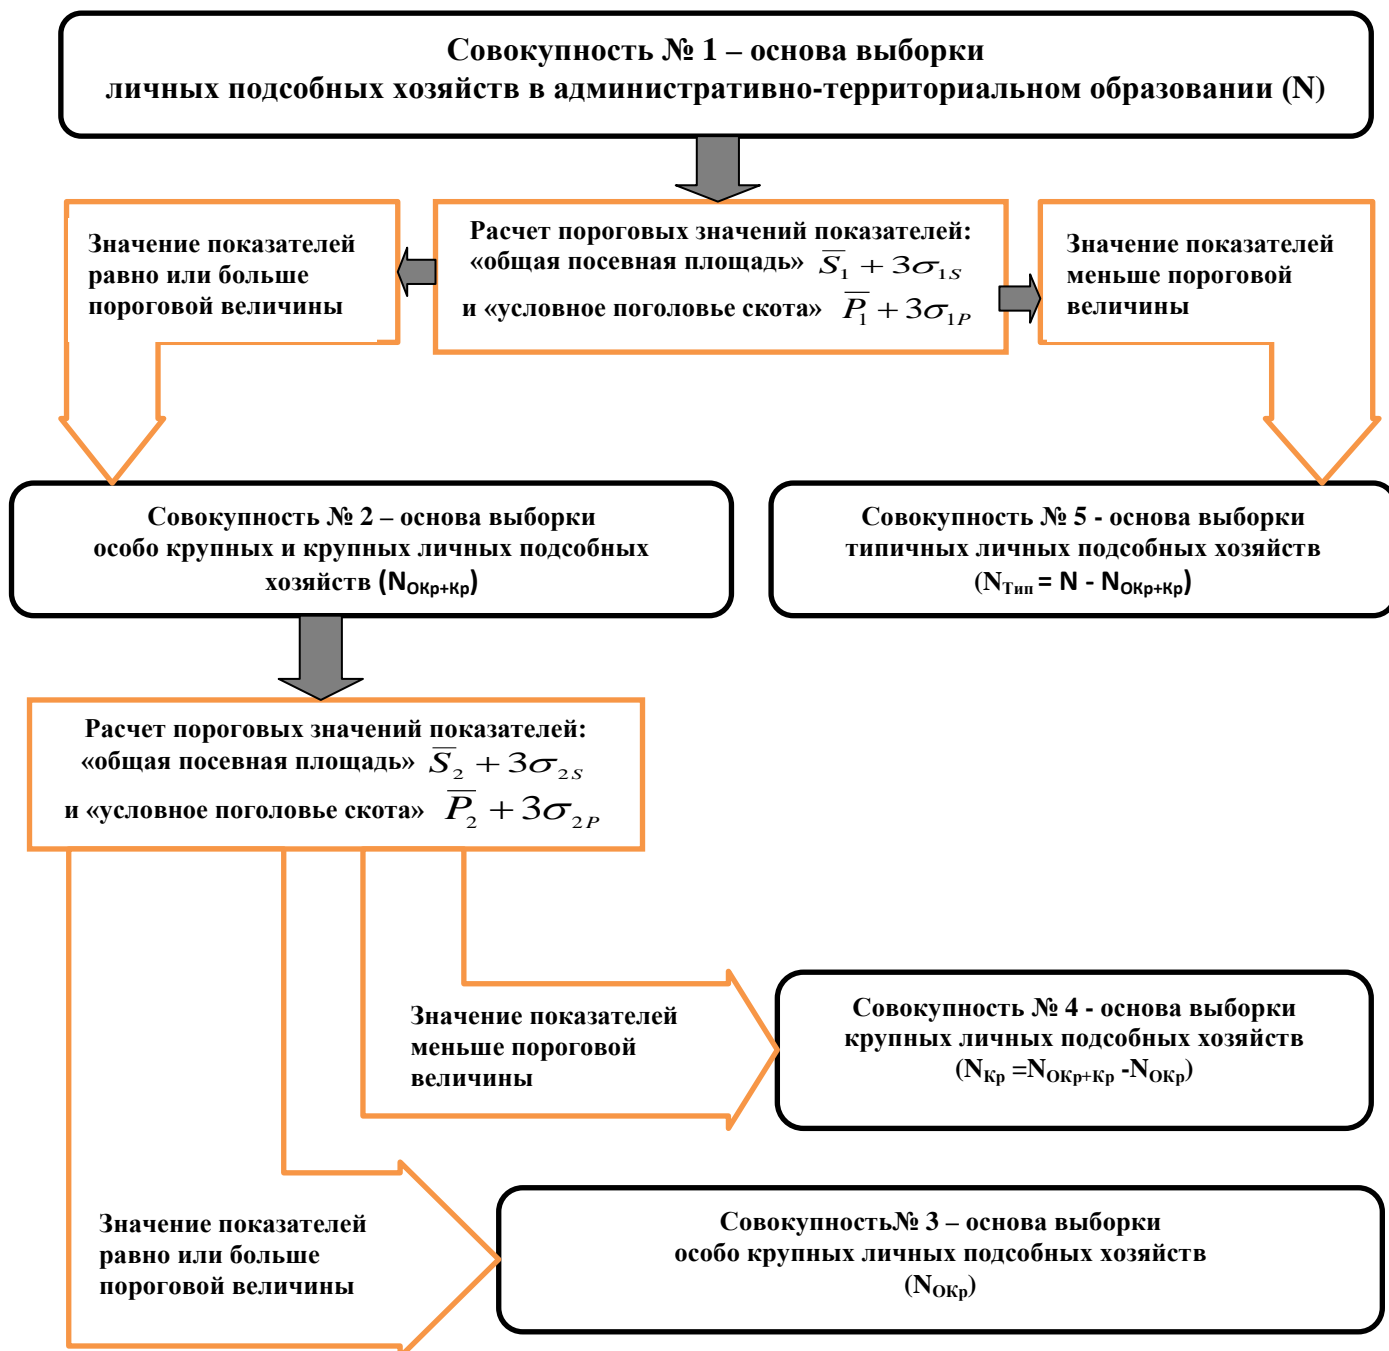 Совокупность № 1 – основа выборки
личных подсобных хозяйств в административно-территориальном образовании (N)
Значение показателей
равно или больше
пороговой величины
Расчет пороговых значений показателей:
«общая посевная площадь» S̅₁ + 3σ₁S
и «условное поголовье скота» P̅₁ + 3σ₁P
Значение показателей
меньше пороговой
величины
Совокупность № 2 – основа выборки
особо крупных и крупных личных подсобных
хозяйств (NОКр+Кр)
Совокупность № 5 - основа выборки
типичных личных подсобных хозяйств
(NТип = N - NОКр+Кр)
Расчет пороговых значений показателей:
«общая посевная площадь» S̅₂ + 3σ₂S
и «условное поголовье скота» P̅₂ + 3σ₂P
Значение показателей
меньше пороговой
величины
Совокупность № 4 - основа выборки
крупных личных подсобных хозяйств
(NКр =NОКр+Кр -NОКр)
Значение показателей
равно или больше
пороговой величины
Совокупность№ 3 – основа выборки
особо крупных личных подсобных хозяйств
(NОКр)